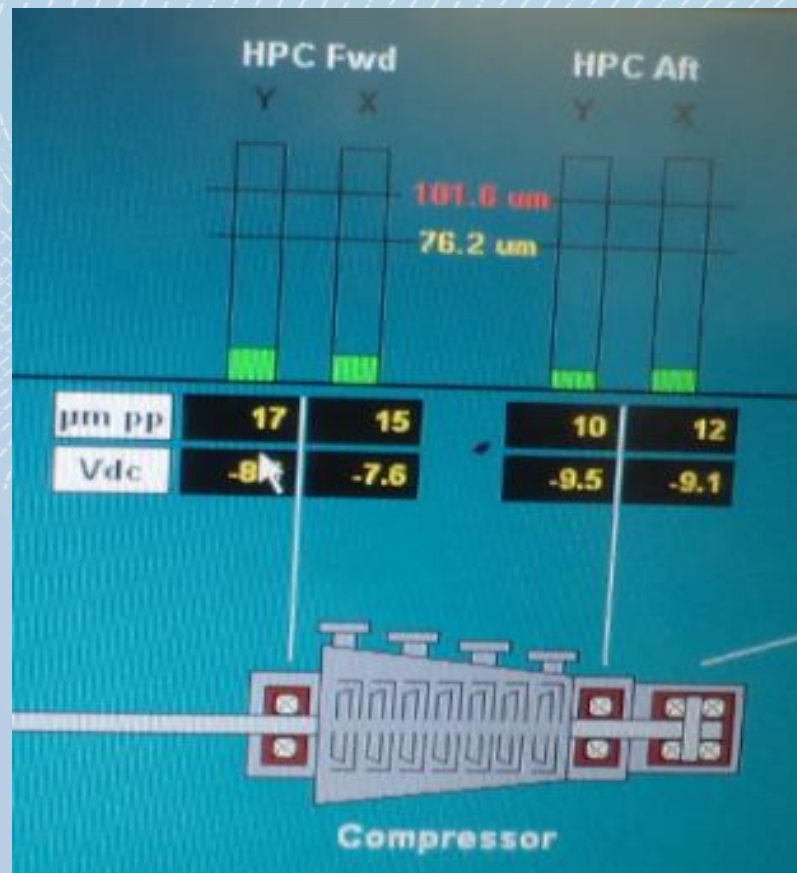 HPC Fwd HPC Aft
Y X Y X
101.6 um
76.2 um
µm pp 17 15 10 12
Vdc -7.6 -9.5 -9.1
Compressor